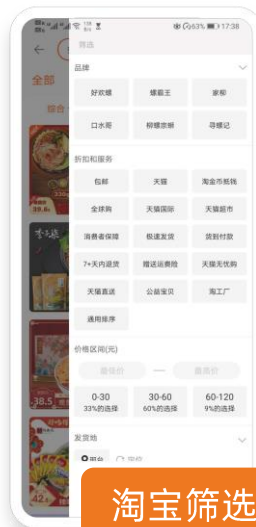 63% 17:38
筛选
全部
综合
品牌
好欢螺 螺霸王 家柳
口水哥 柳螺恋娘 寻螺记
折扣和服务
包邮 天猫 淘金币抵钱
全球购 天猫国际 天猫超市
消费者保障 极速发货 货到付款
7+天内退货 赠送运费险 天猫无忧购
天猫直送 公益宝贝 淘工厂
通用排序
价格区间(元)
最低价 — 最高价
0-30 30-60 60-120
33%的选择 60%的选择 9%的选择
发货地
淘宝筛选